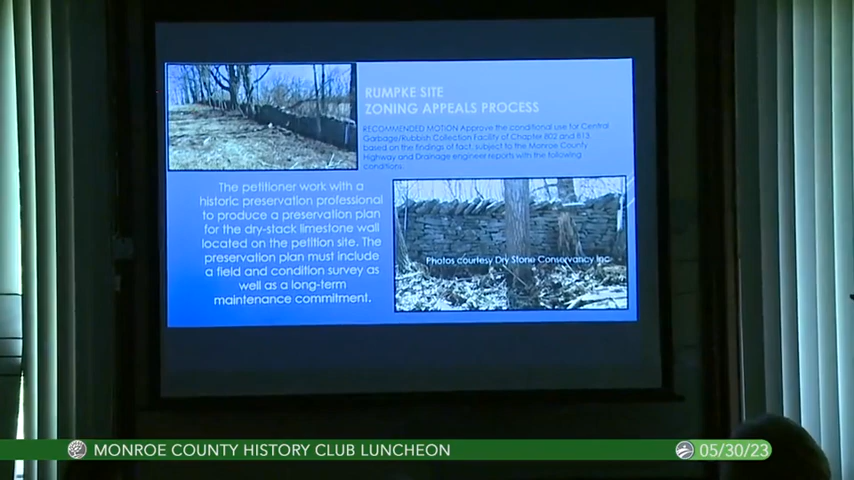 RUMPKE SITE
ZONING APPEALS PROCESS
RECOMMENDED MOTION Approve the conditional use for Central
Garbage/Rubbish Collection Facility of Chapter 802 and 813,
based on the findings of fact, subject to the Monroe County
Highway and Drainage engineer reports with the following
conditions:
The petitioner work with a
historic preservation professional
to produce a preservation plan
for the dry-stack limestone wall
located on the petition site. The
preservation plan must include
a field and condition survey as
well as a long-term
maintenance commitment.
Photos courtesy Dry Stone Conservancy Inc
MONROE COUNTY HISTORY CLUB LUNCHEON
05/30/23